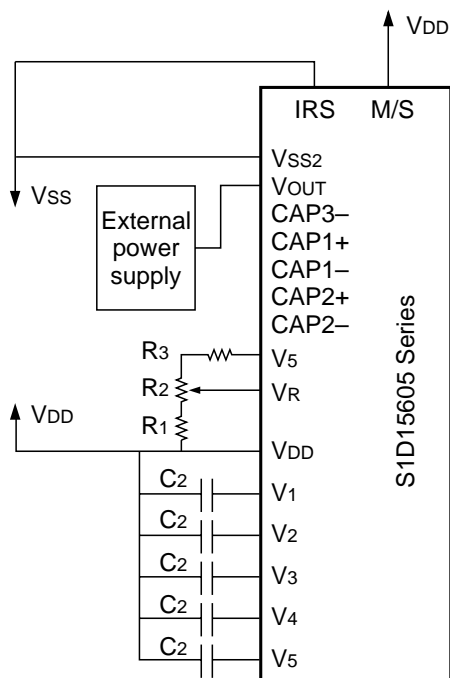 VDD
IRS M/S
VSS2
VSS
VOUT
External
power
supply
CAP3–
CAP1+
CAP1–
CAP2+
CAP2–
S1D15605 Series
R3
V5
R2
VR
VDD
R1
VDD
C2
V1
C2
V2
C2
V3
C2
V4
C2
V5